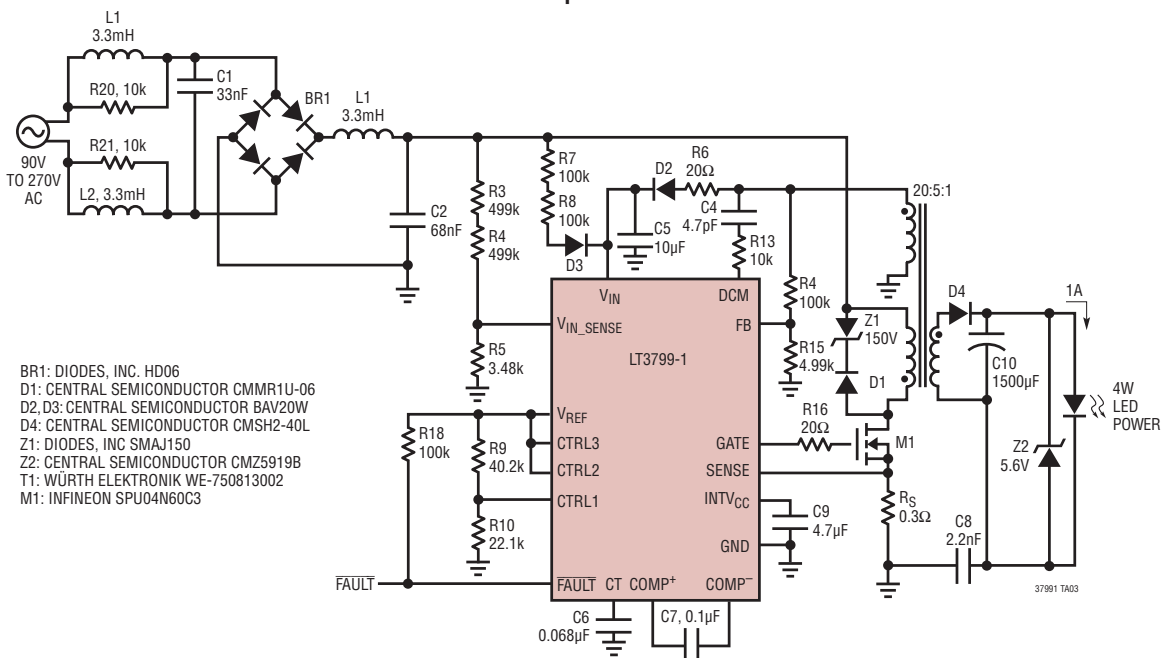 L1
3.3mH
R20, 10k
C1
33nF
BR1
L1
3.3mH
R21, 10k
90V
TO 270V
AC
L2, 3.3mH
C2
68nF
R3
499k
R4
499k
R7
100k
R8
100k
D3
D2
R6
20Ω
C5
10µF
C4
4.7pF
R13
10k
20:5:1
R4
100k
R15
4.99k
Z1
150V
D1
D4
1A
C10
1500µF
4W
LED
POWER
Z2
5.6V
R5
3.48k
VIN
DCM
VIN_SENSE
FB
LT3799-1
VREF
CTRL3
CTRL2
CTRL1
GATE
SENSE
INTVCC
GND
FAULT CT COMP+ COMP–
R16
20Ω
M1
RS
0.3Ω
C8
2.2nF
C9
4.7µF
R18
100k
R9
40.2k
R10
22.1k
FAULT
C6
0.068µF
C7, 0.1µF
BR1: DIODES, INC. HD06
D1: CENTRAL SEMICONDUCTOR CMMR1U-06
D2,D3: CENTRAL SEMICONDUCTOR BAV20W
D4: CENTRAL SEMICONDUCTOR CMSH2-40L
Z1: DIODES, INC SMAJ150
Z2: CENTRAL SEMICONDUCTOR CMZ5919B
T1: WÜRTH ELEKTRONIK WE-750813002
M1: INFINEON SPU04N60C3
37991 TA03